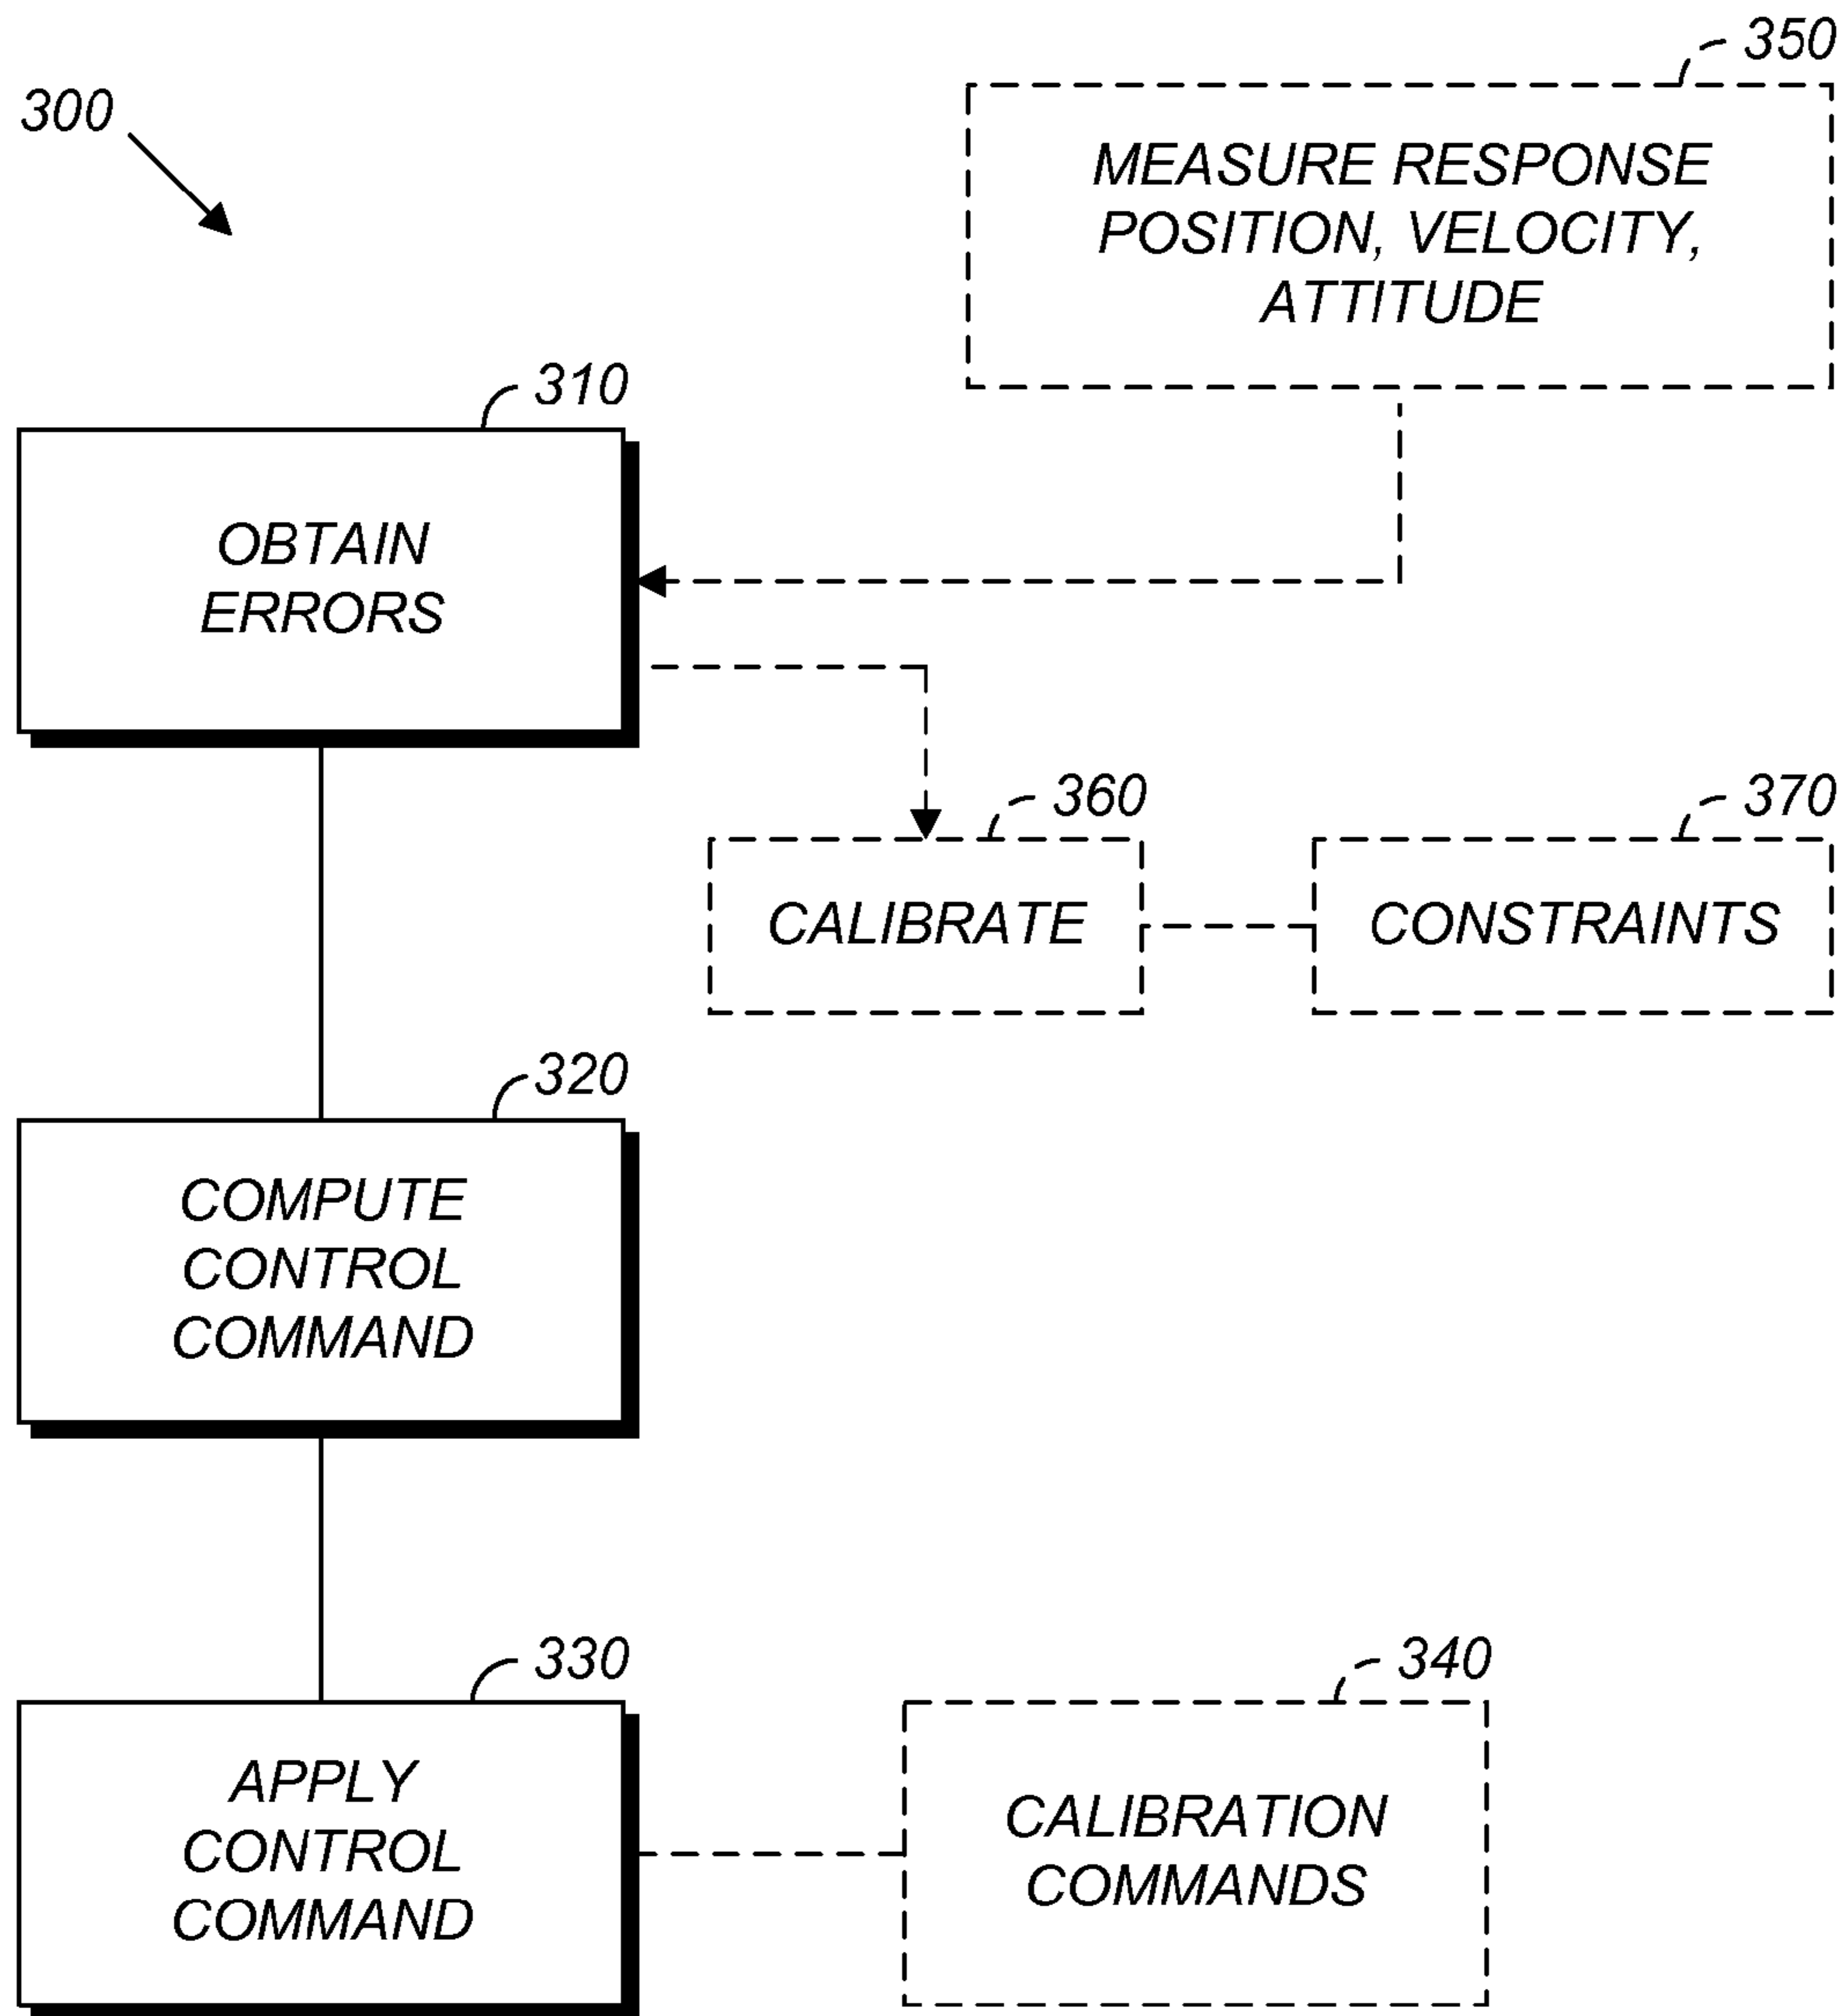 300
350
MEASURE RESPONSE
POSITION, VELOCITY,
ATTITUDE
310
OBTAIN
ERRORS
360
CALIBRATE
370
CONSTRAINTS
320
COMPUTE
CONTROL
COMMAND
330
APPLY
CONTROL
COMMAND
340
CALIBRATION
COMMANDS